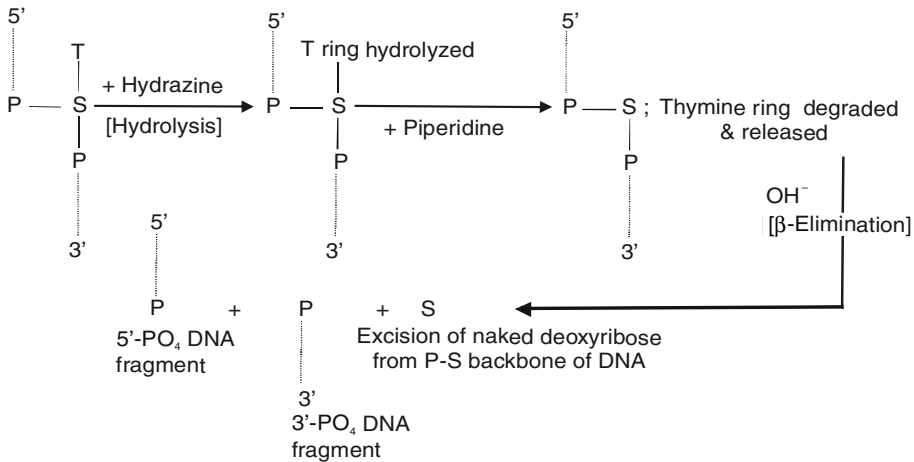 5’
5’
5’
T
T ring hydrolyzed
+ Hydrazine
P
S
P
S
P
S ; Thymine ring degraded
& released
[Hydrolysis]
+ Piperidine
P
P
P
OH⁻
[β-Elimination]
3’
3’
3’
5’
P
+
P
+
S
5’-PO₄ DNA
fragment
Excision of naked deoxyribose
from P-S backbone of DNA
3’
3’-PO₄ DNA
fragment